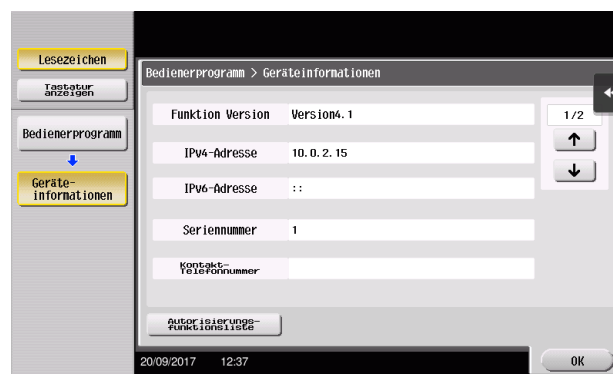 Lesezeichen
Tastatur
anzeigen
Bedienerprogramm
Geräte-
informationen
Bedienerprogramm > Geräteinformationen
Funktion Version Version4.1
IPv4-Adresse 10.0.2.15
IPv6-Adresse ::
Seriennummer 1
Kontakt-
Telefonnummer
1/2
Autorisierungs-
funktionsliste
20/09/2017 12:37
OK